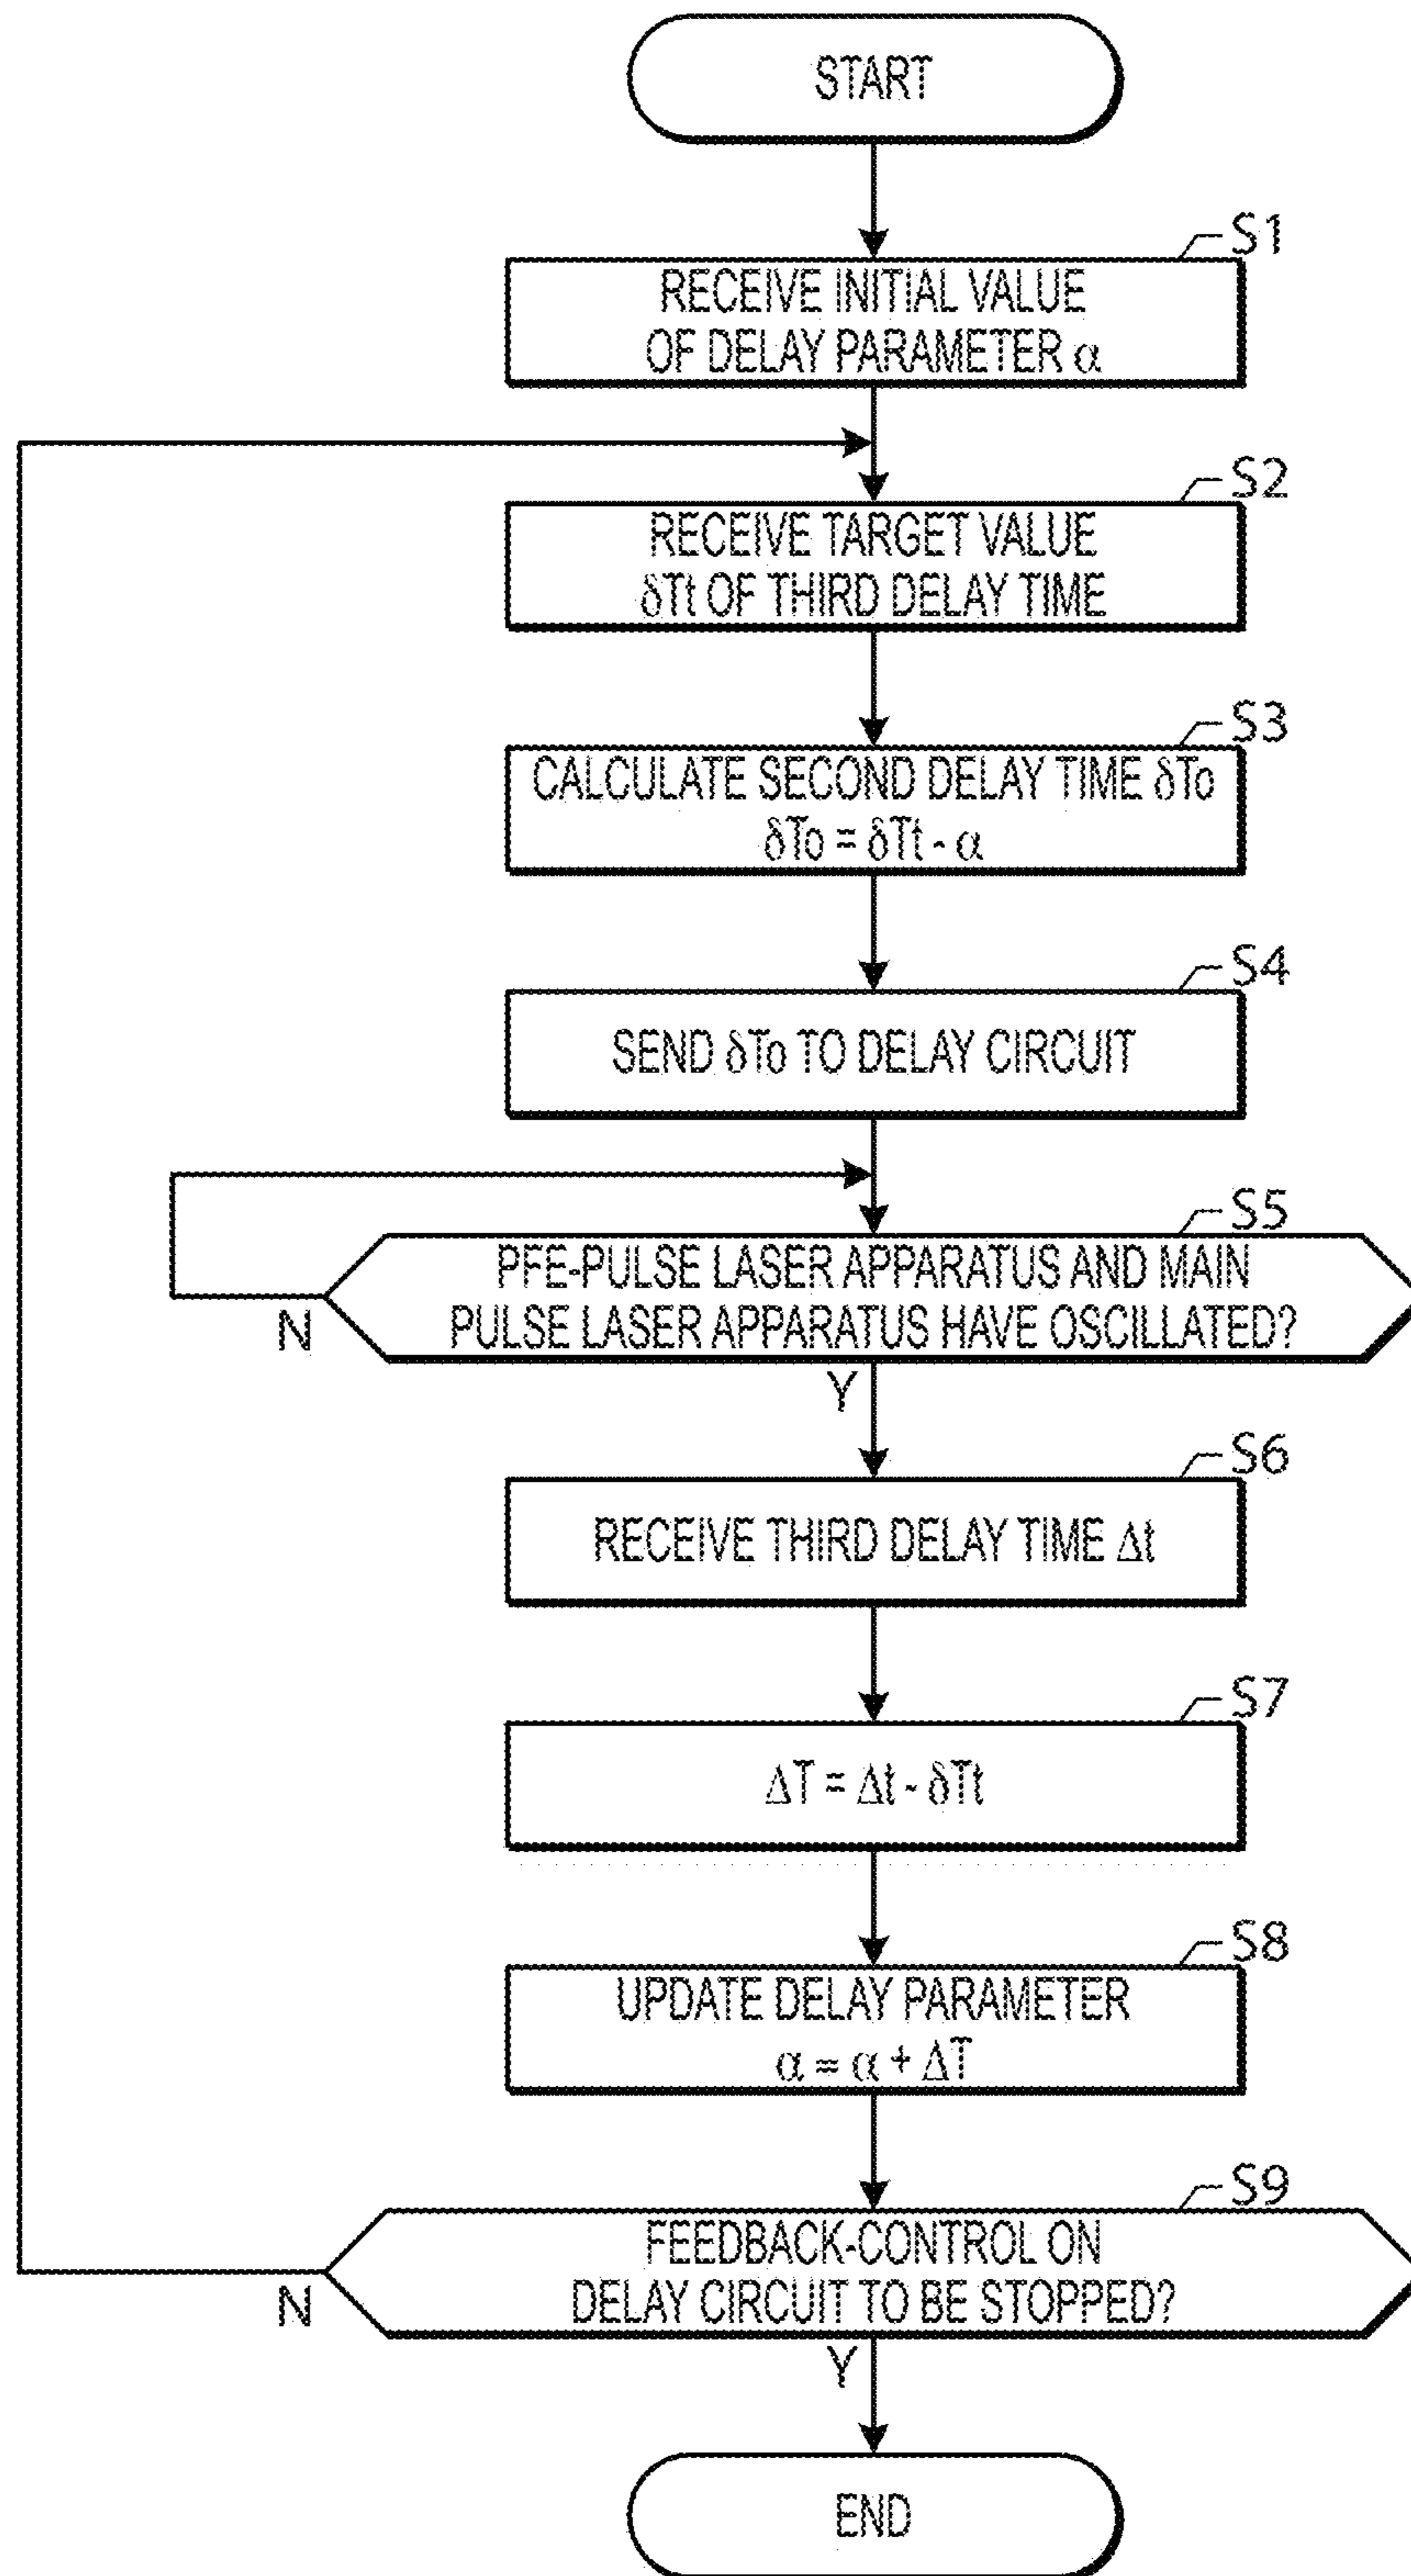 START
S1
RECEIVE INITIAL VALUE
OF DELAY PARAMETER α
S2
RECEIVE TARGET VALUE
δTt OF THIRD DELAY TIME
S3
CALCULATE SECOND DELAY TIME δTo
δTo = δTt - α
S4
SEND δTo TO DELAY CIRCUIT
S5
PFE-PULSE LASER APPARATUS AND MAIN
PULSE LASER APPARATUS HAVE OSCILLATED?
N
Y
S6
RECEIVE THIRD DELAY TIME Δt
S7
ΔT = Δt - δTt
S8
UPDATE DELAY PARAMETER
α = α + ΔT
S9
FEEDBACK-CONTROL ON
DELAY CIRCUIT TO BE STOPPED?
N
Y
END